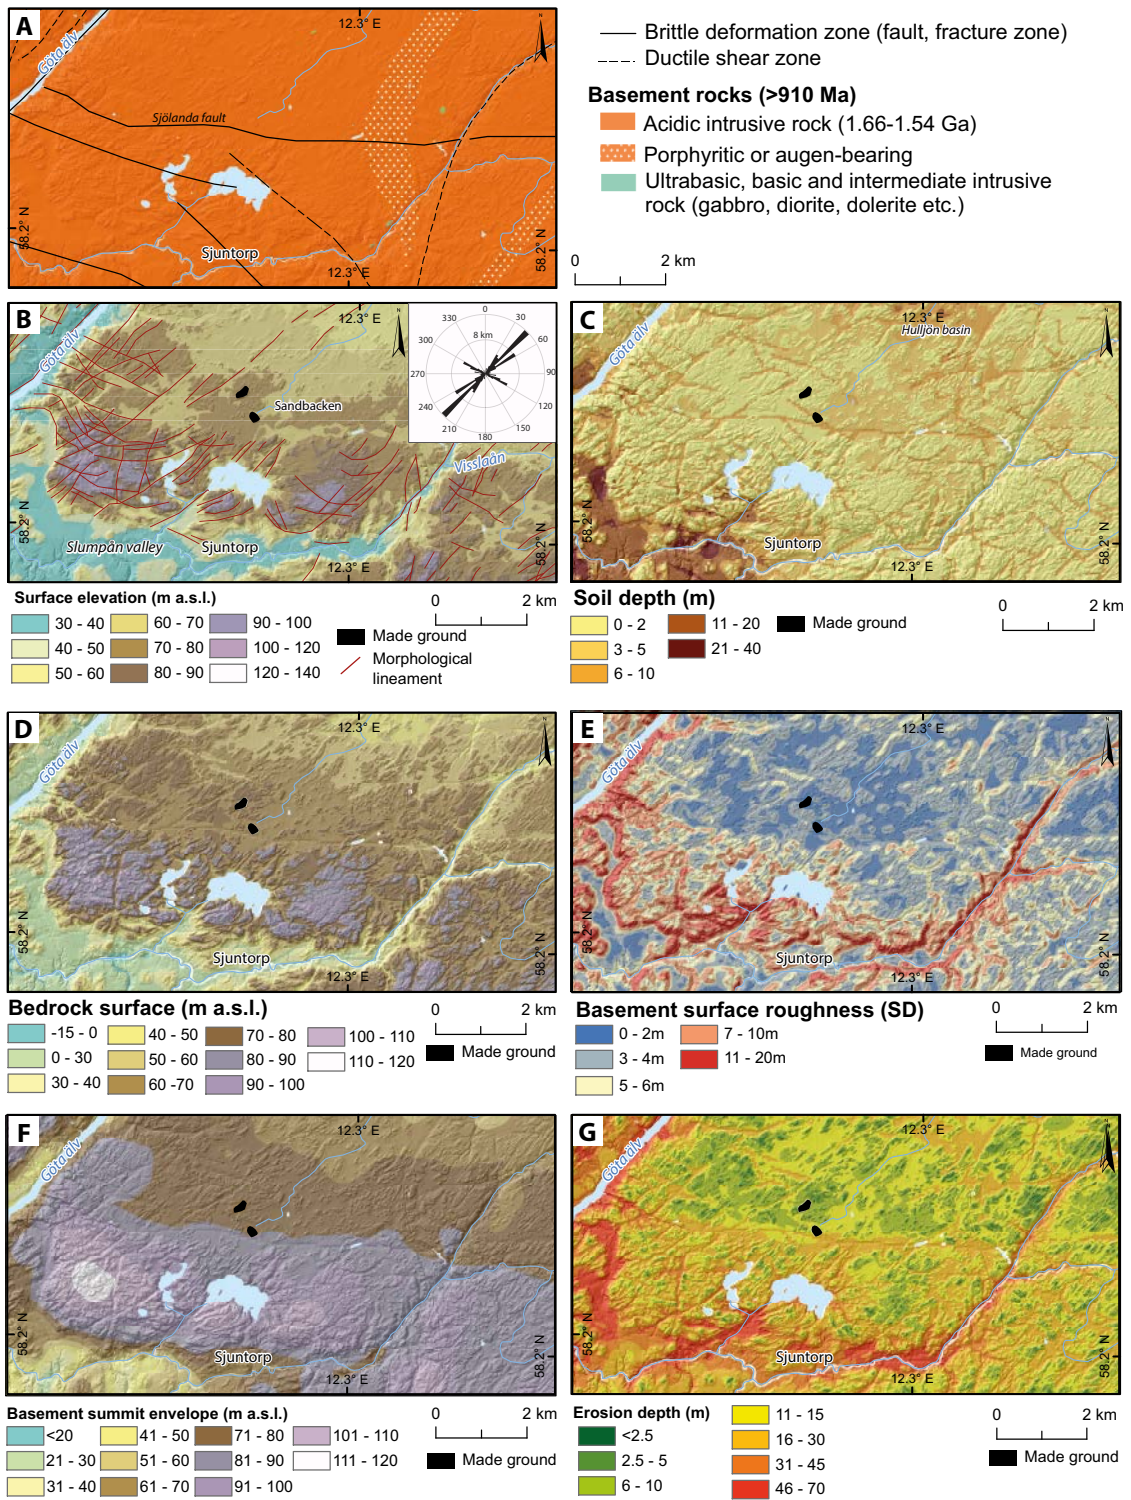 A
12.3° E
N
Göta älv
Sjölanda fault
58.2° N
Sjuntorp
58.2° N
12.3° E
Brittle deformation zone (fault, fracture zone)
Ductile shear zone
Basement rocks (>910 Ma)
Acidic intrusive rock (1.66-1.54 Ga)
Porphyritic or augen-bearing
Ultrabasic, basic and intermediate intrusive
rock (gabbro, diorite, dolerite etc.)
0 2 km
B
12.3° E
Göta älv
Sandbacken
0
330 30
8 km
300 60
270 90
240 120
210 150
180
Visslaån
58.2° N
Slumpån valley
Sjuntorp
58.2° N
12.3° E
Surface elevation (m a.s.l.)
30 - 40
40 - 50
50 - 60
60 - 70
70 - 80
80 - 90
90 - 100
100 - 120
120 - 140
0 2 km
Made ground
Morphological
lineament
C
12.3° E
Hulljön basin
Göta älv
58.2° N
Sjuntorp
58.2° N
12.3° E
Soil depth (m)
0 - 2
3 - 5
6 - 10
11 - 20
21 - 40
Made ground
0 2 km
D
12.3° E
N
Göta älv
58.2° N
Sjuntorp
58.2° N
12.3° E
Bedrock surface (m a.s.l.)
-15 - 0
0 - 30
30 - 40
40 - 50
50 - 60
60 -70
70 - 80
80 - 90
90 - 100
100 - 110
110 - 120
0 2 km
Made ground
E
12.3° E
N
Göta älv
58.2° N
Sjuntorp
58.2° N
12.3° E
Basement surface roughness (SD)
0 - 2m
3 - 4m
5 - 6m
7 - 10m
11 - 20m
0 2 km
Made ground
F
12.3° E
Göta älv
58.2° N
Sjuntorp
58.2° N
12.3° E
Basement summit envelope (m a.s.l.)
<20
21 - 30
31 - 40
41 - 50
51 - 60
61 - 70
71 - 80
81 - 90
91 - 100
101 - 110
111 - 120
0 2 km
Made ground
G
12.3° E
N
Göta älv
58.2° N
Sjuntorp
58.2° N
12.3° E
Erosion depth (m)
<2.5
2.5 - 5
6 - 10
11 - 15
16 - 30
31 - 45
46 - 70
0 2 km
Made ground